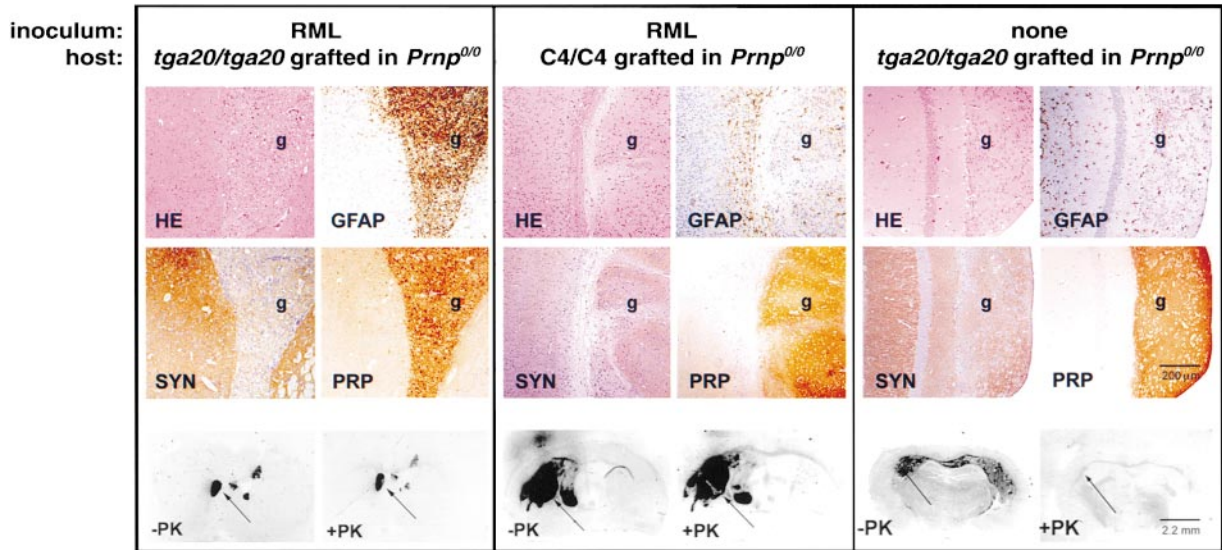 inoculum: RML RML none
host: tga20/tga20 grafted in Prnp0/0 C4/C4 grafted in Prnp0/0 tga20/tga20 grafted in Prnp0/0
g g g g g g
HE GFAP HE GFAP HE GFAP
g g g g g g
SYN PRP SYN PRP SYN PRP
200 µm
-PK +PK -PK +PK -PK +PK
2.2 mm